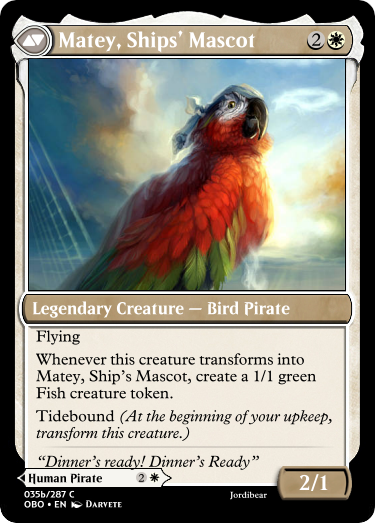 Matey, Ships' Mascot 2
Legendary Creature — Bird Pirate
Flying
Whenever this creature transforms into
Matey, Ship's Mascot, create a 1/1 green
Fish creature token.
Tidebound (At the beginning of your upkeep,
transform this creature.)
"Dinner's ready! Dinner's Ready"
Human Pirate 2
2/1
035b/287 C
OBO • EN DARVETE
Jordibear